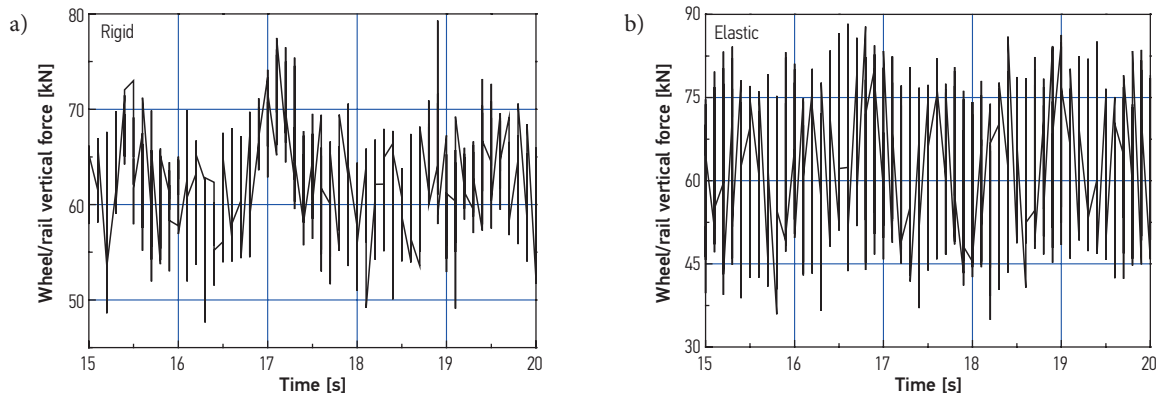 a)
Rigid
Wheel/rail vertical force [kN]
80
70
60
50
15 16 17 18 19 20
Time [s]
b)
Elastic
Wheel/rail vertical force [kN]
90
75
60
45
30
15 16 17 18 19 20
Time [s]